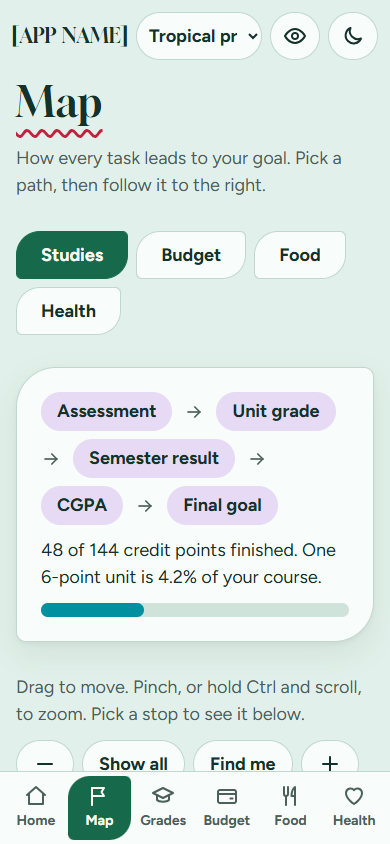 [APP NAME] Tropical pr
Map
How every task leads to your goal. Pick a
path, then follow it to the right.
Studies Budget Food
Health
Assessment → Unit grade
→ Semester result →
CGPA → Final goal
48 of 144 credit points finished. One
6-point unit is 4.2% of your course.
Drag to move. Pinch, or hold Ctrl and scroll,
to zoom. Pick a stop to see it below.
− Show all Find me +
Home Map Grades Budget Food Health